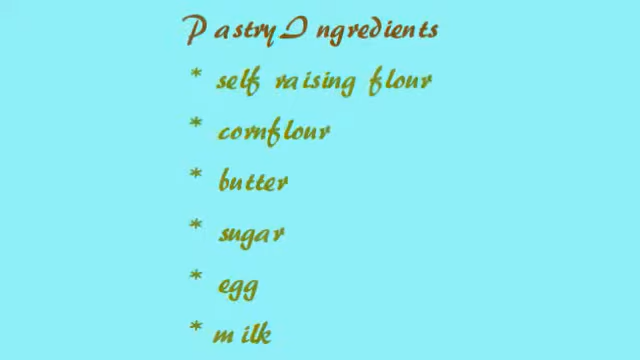 Pastry Ingredients
* self raising flour
* cornflour
* butter
* sugar
* egg
* milk